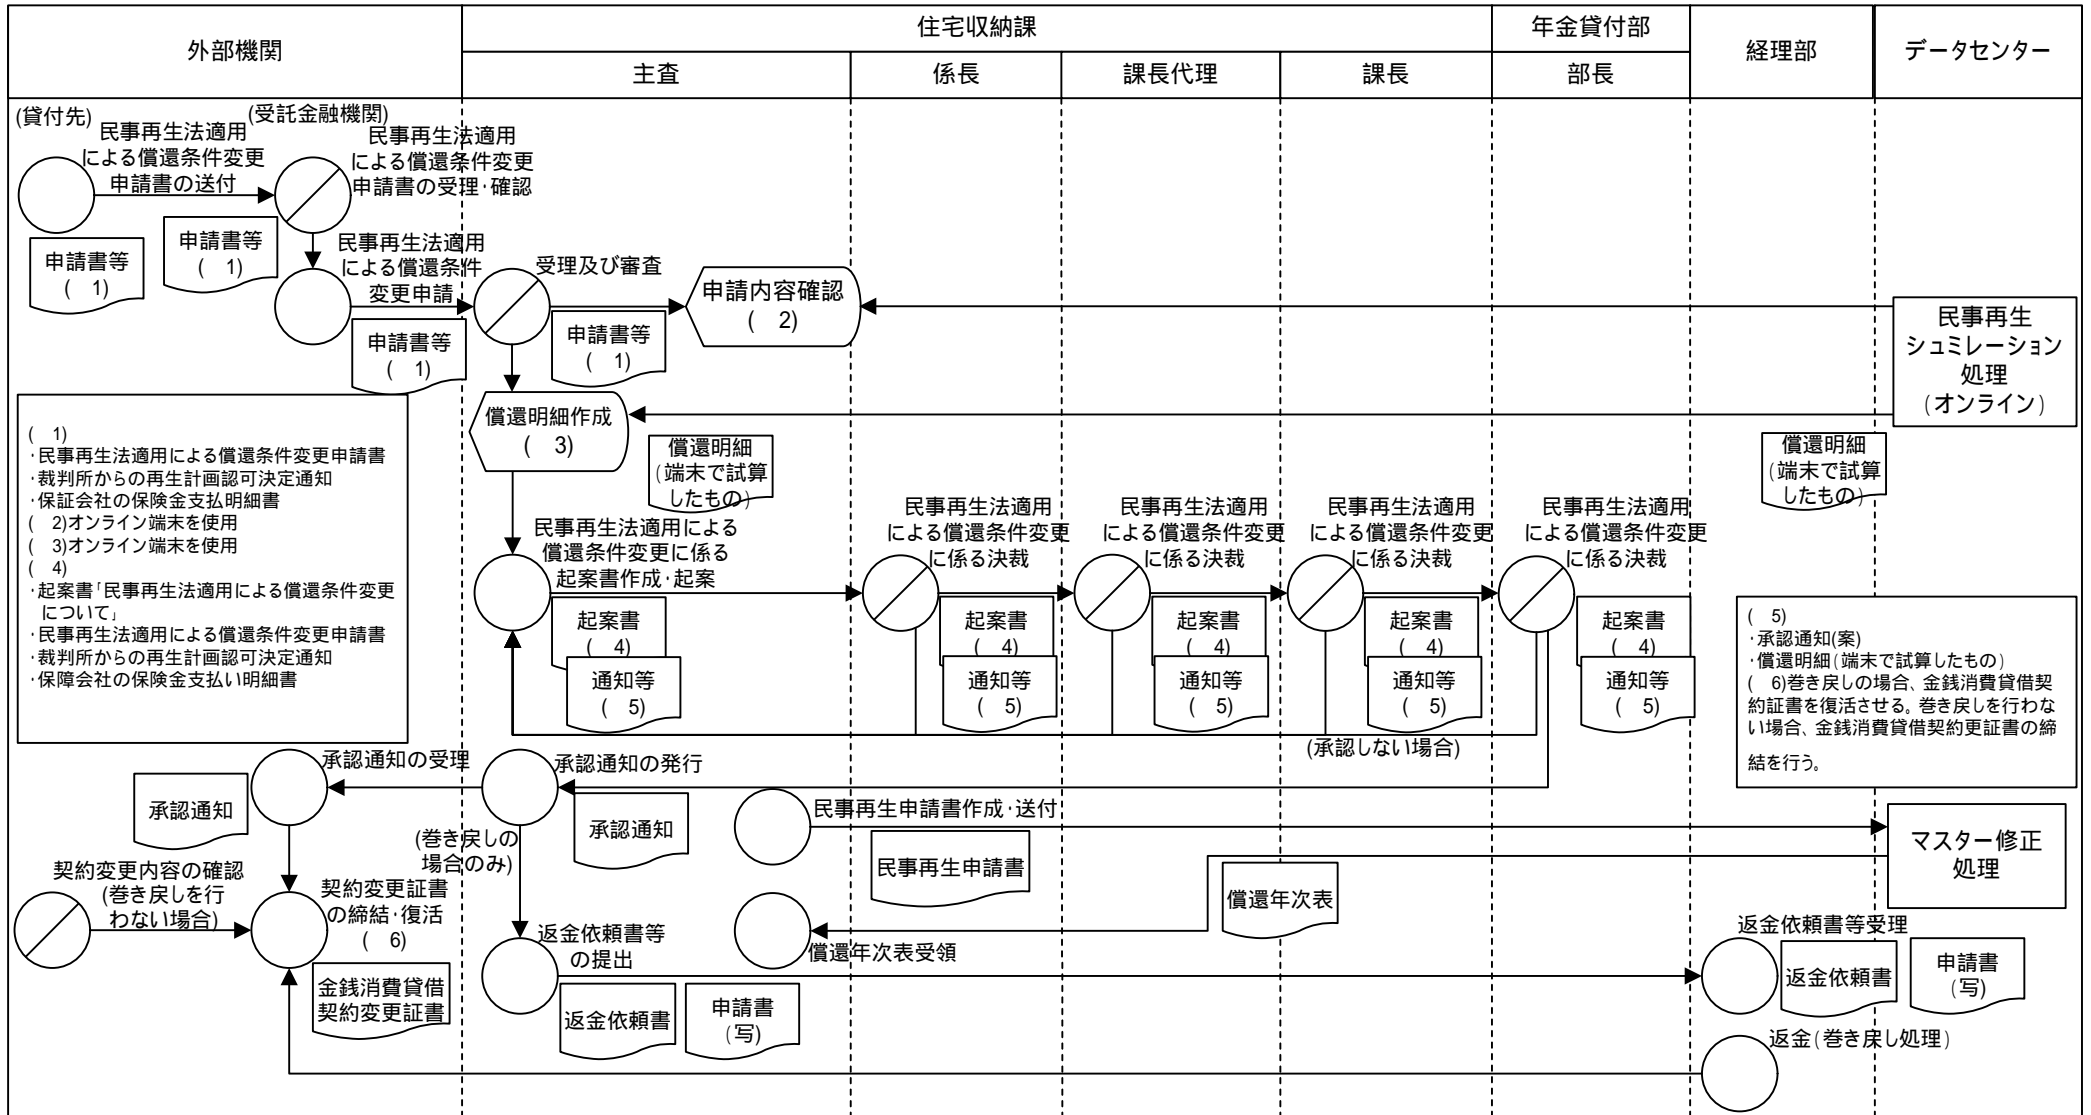 外部機関
住宅収納課
年金貸付部
経理部
データセンター
主査
係長
課長代理
課長
部長
(貸付先)
民事再生法適用
による償還条件変更
申請書の送付
(受託金融機関)
民事再生法適用
による償還条件変更
申請書の受理・確認
申請書等
(　1)
申請書等
(　1)
民事再生法適用
による償還条件
変更申請
申請書等
(　1)
受理及び審査
申請書等
(　1)
申請内容確認
(　2)
民事再生
シュミレーション
処理
(オンライン)
償還明細作成
(　3)
償還明細
(端末で試算
したもの)
償還明細
(端末で試算
したもの)
(　1)
・民事再生法適用による償還条件変更申請書
・裁判所からの再生計画認可決定通知
・保証会社の保険金支払明細書
(　2)オンライン端末を使用
(　3)オンライン端末を使用
(　4)
・起案書「民事再生法適用による償還条件変更
について」
・民事再生法適用による償還条件変更申請書
・裁判所からの再生計画認可決定通知
・保障会社の保険金支払い明細書
民事再生法適用による
償還条件変更に係る
起案書作成・起案
起案書
(　4)
通知等
(　5)
民事再生法適用
による償還条件変更
に係る決裁
起案書
(　4)
通知等
(　5)
民事再生法適用
による償還条件変更
に係る決裁
起案書
(　4)
通知等
(　5)
民事再生法適用
による償還条件変更
に係る決裁
起案書
(　4)
通知等
(　5)
民事再生法適用
による償還条件変更
に係る決裁
起案書
(　4)
通知等
(　5)
(承認しない場合)
(　5)
・承認通知(案)
・償還明細(端末で試算したもの)
(　6)巻き戻しの場合、金銭消費貸借契
約証書を復活させる。巻き戻しを行わな
い場合、金銭消費貸借契約更証書の締
結を行う。
承認通知の受理
承認通知
承認通知の発行
承認通知
(巻き戻しの
場合のみ)
民事再生申請書作成・送付
民事再生申請書
マスター修正
処理
償還年次表
償還年次表受領
契約変更内容の確認
(巻き戻しを行
わない場合)
契約変更証書
の締結・復活
(　6)
金銭消費貸借
契約変更証書
返金依頼書等
の提出
返金依頼書
申請書
(写)
返金依頼書等受理
返金依頼書
申請書
(写)
返金(巻き戻し処理)